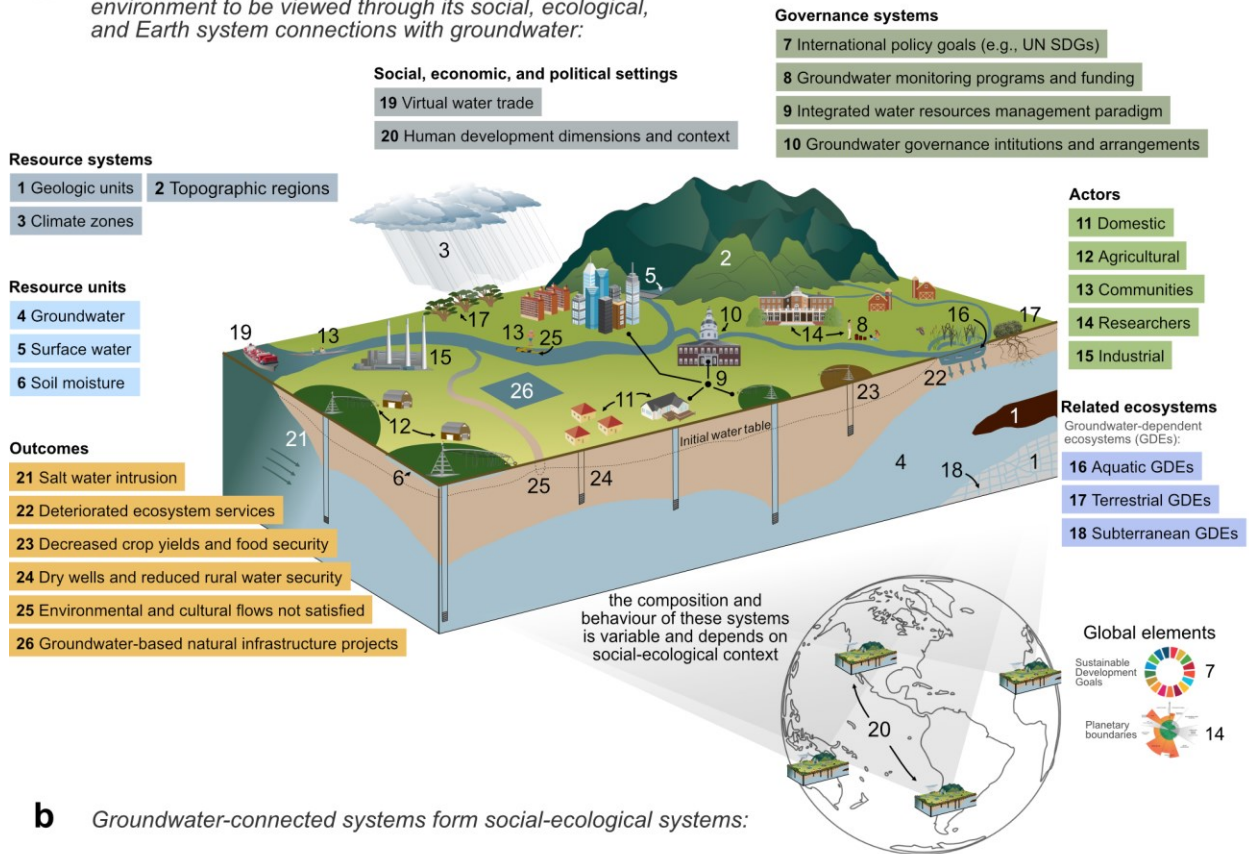 environment to be viewed through its social, ecological,
and Earth system connections with groundwater:
Governance systems
7 International policy goals (e.g., UN SDGs)
8 Groundwater monitoring programs and funding
9 Integrated water resources management paradigm
10 Groundwater governance intitutions and arrangements
Social, economic, and political settings
19 Virtual water trade
20 Human development dimensions and context
Resource systems
1 Geologic units
2 Topographic regions
3 Climate zones
Resource units
4 Groundwater
5 Surface water
6 Soil moisture
Outcomes
21 Salt water intrusion
22 Deteriorated ecosystem services
23 Decreased crop yields and food security
24 Dry wells and reduced rural water security
25 Environmental and cultural flows not satisfied
26 Groundwater-based natural infrastructure projects
Actors
11 Domestic
12 Agricultural
13 Communities
14 Researchers
15 Industrial
Related ecosystems
Groundwater-dependent
ecosystems (GDEs):
16 Aquatic GDEs
17 Terrestrial GDEs
18 Subterranean GDEs
3
2
5
19
13
17
15
13
25
10
14
8
16
17
26
9
11
23
22
12
21
6
25
24
Initial water table
4
18
1
1
the composition and
behaviour of these systems
is variable and depends on
social-ecological context
20
Global elements
Sustainable
Development
Goals
7
Planetary
boundaries
14
b Groundwater-connected systems form social-ecological systems: